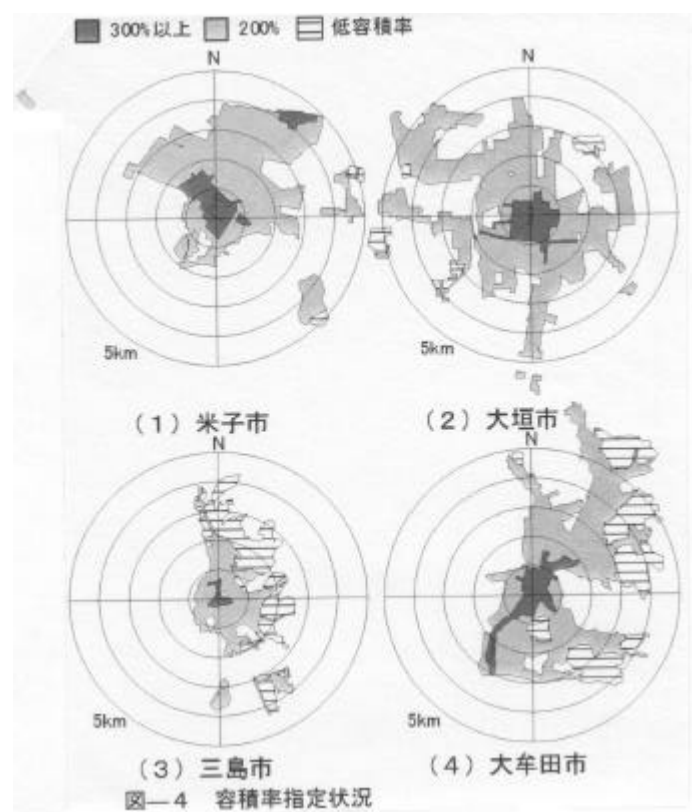 300%以上 200% 低容積率
N
N
5km
5km
(1) 米子市
(2) 大垣市
N
N
5km
5km
(3) 三島市
(4) 大牟田市
図—4 容積率指定状況